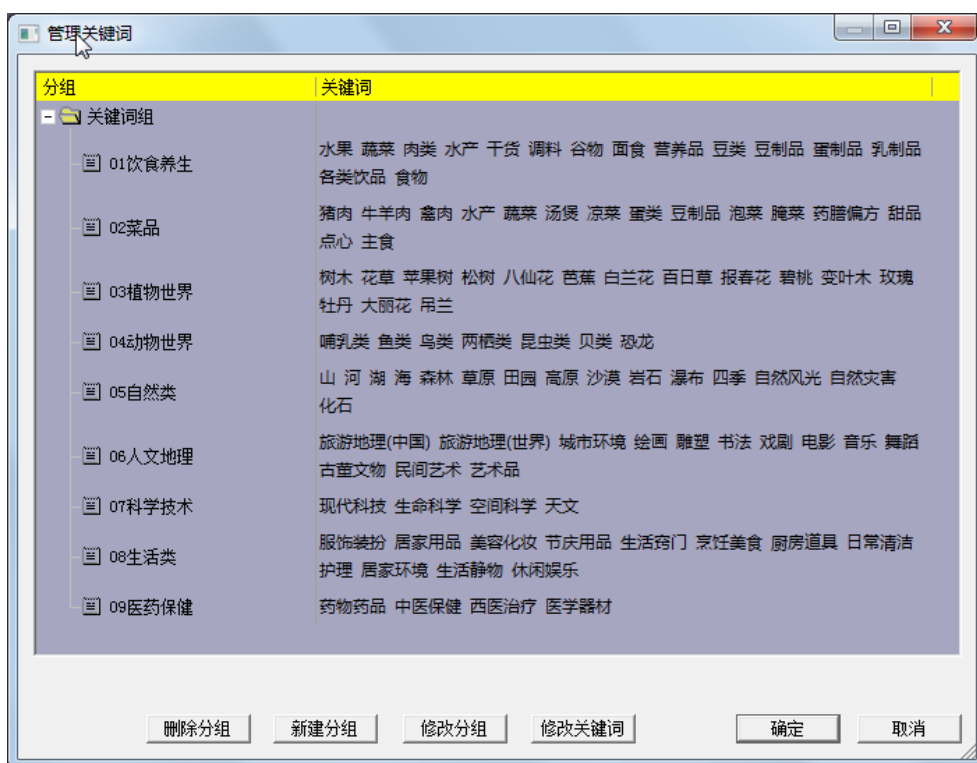 管理关键词
分组 关键词
关键词组
01饮食养生 水果 蔬菜 肉类 水产 干货 调料 谷物 面食 营养品 豆类 豆制品 蛋制品 乳制品
各类饮品 食物
02菜品 猪肉 牛羊肉 禽肉 水产 蔬菜 汤煲 凉菜 蛋类 豆制品 泡菜 腌菜 药膳偏方 甜品
点心 主食
03植物世界 树木 花草 苹果树 松树 八仙花 芭蕉 白兰花 百日草 报春花 碧桃 变叶木 玫瑰
牡丹 大丽花 吊兰
04动物世界 哺乳类 鱼类 鸟类 两栖类 昆虫类 贝类 恐龙
05自然类 山 河 湖 海 森林 草原 田园 高原 沙漠 岩石 瀑布 四季 自然风光 自然灾害
化石
06人文地理 旅游地理(中国) 旅游地理(世界) 城市环境 绘画 雕塑 书法 戏剧 电影 音乐 舞蹈
古董文物 民间艺术 艺术品
07科学技术 现代科技 生命科学 空间科学 天文
08生活类 服饰装扮 居家用品 美容化妆 节庆用品 生活窍门 烹饪美食 厨房道具 日常清洁
护理 居家环境 生活静物 休闲娱乐
09医药保健 药物药品 中医保健 西医治疗 医学器材
删除分组 新建分组 修改分组 修改关键词 确定 取消